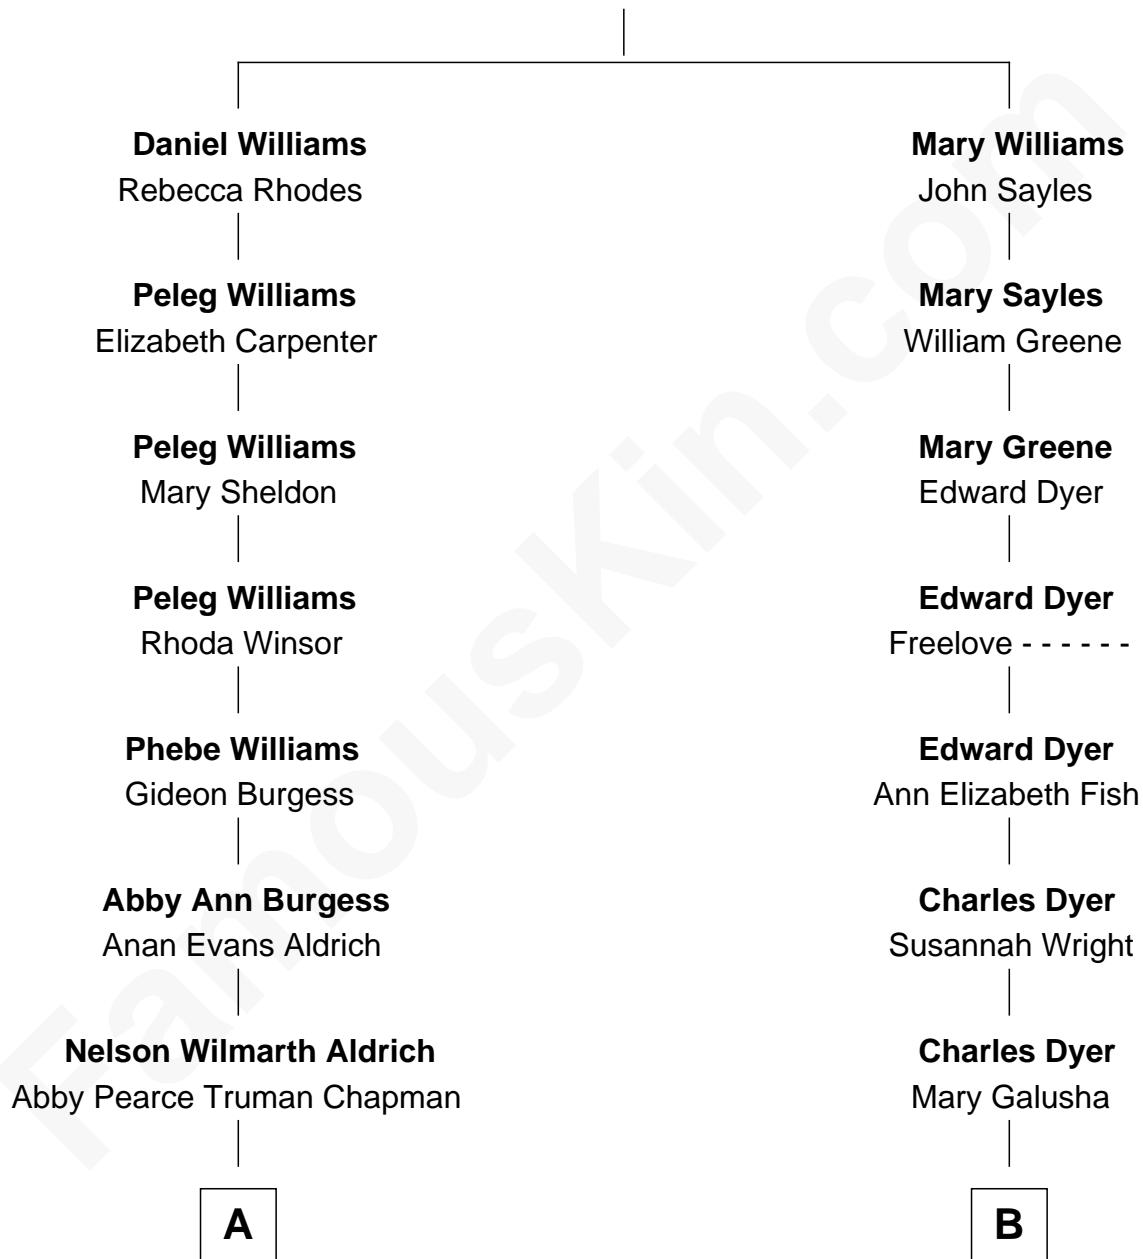 Daniel Williams
Rebecca Rhodes
Peleg Williams
Elizabeth Carpenter
Peleg Williams
Mary Sheldon
Peleg Williams
Rhoda Winsor
Phebe Williams
Gideon Burgess
Abby Ann Burgess
Anan Evans Aldrich
Nelson Wilmarth Aldrich
Abby Pearce Truman Chapman
A
Mary Williams
John Sayles
Mary Sayles
William Greene
Mary Greene
Edward Dyer
Edward Dyer
Freelove - - - - - -
Edward Dyer
Ann Elizabeth Fish
Charles Dyer
Susannah Wright
Charles Dyer
Mary Galusha
B
FamousKin.com